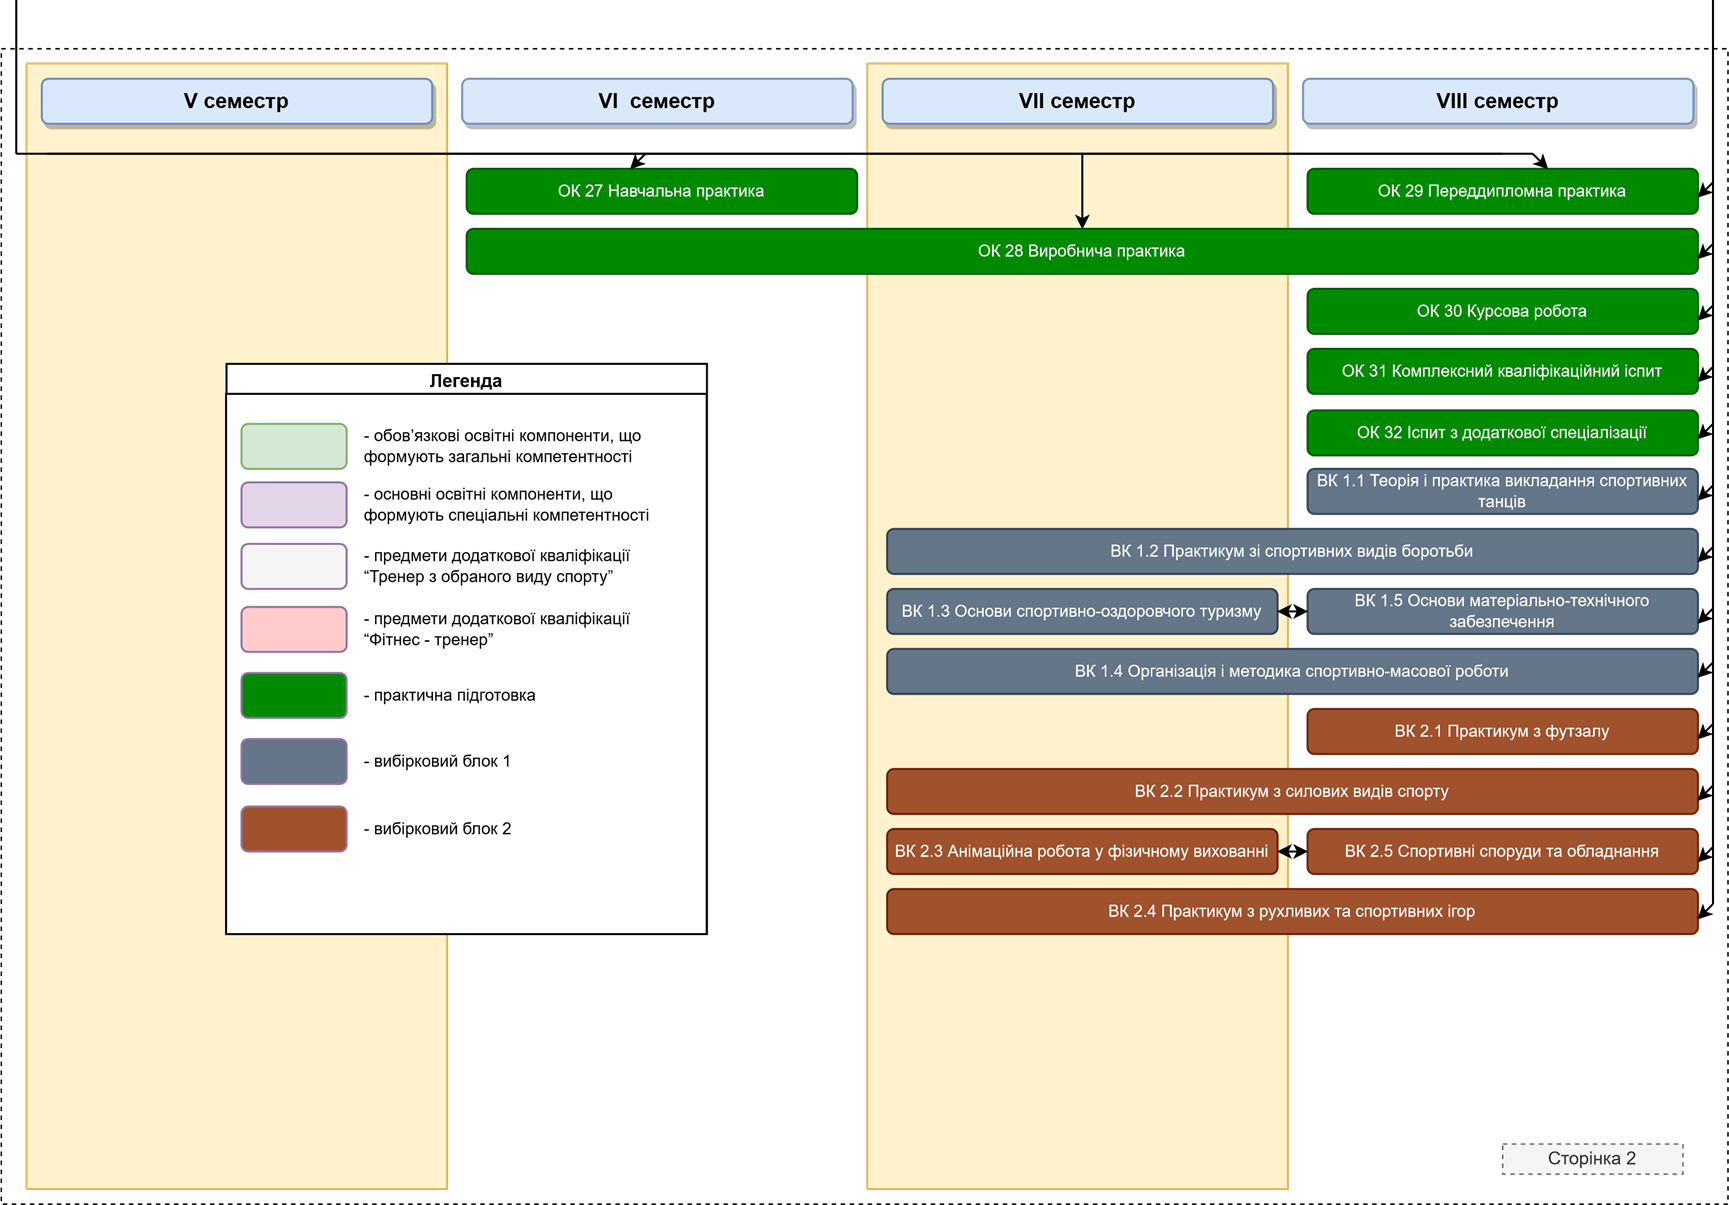 V семестр
VI  семестр
VII семестр
VIII семестр
ОК 27 Навчальна практика
ОК 29 Переддипломна практика
ОК 28 Виробнича практика
ОК 30 Курсова робота
ОК 31 Комплексний кваліфікаційний іспит
ОК 32 Іспит з додаткової спеціалізації
ВК 1.1 Теорія і практика викладання спортивних
танців
ВК 1.2 Практикум зі спортивних видів боротьби
ВК 1.3 Основи спортивно-оздоровчого туризму
ВК 1.5 Основи матеріально-технічного
забезпечення
ВК 1.4 Організація і методика спортивно-масової роботи
ВК 2.1 Практикум з футзалу
ВК 2.2 Практикум з силових видів спорту
ВК 2.3 Анімаційна робота у фізичному вихованні
ВК 2.5 Спортивні споруди та обладнання
ВК 2.4 Практикум з рухливих та спортивних ігор
Легенда
- обов’язкові освітні компоненти, що
формують загальні компетентності
- основні освітні компоненти, що
формують спеціальні компетентності
- предмети додаткової кваліфікації
“Тренер з обраного виду спорту”
- предмети додаткової кваліфікації
“Фітнес - тренер”
- практична підготовка
- вибірковий блок 1
- вибірковий блок 2
Сторінка 2